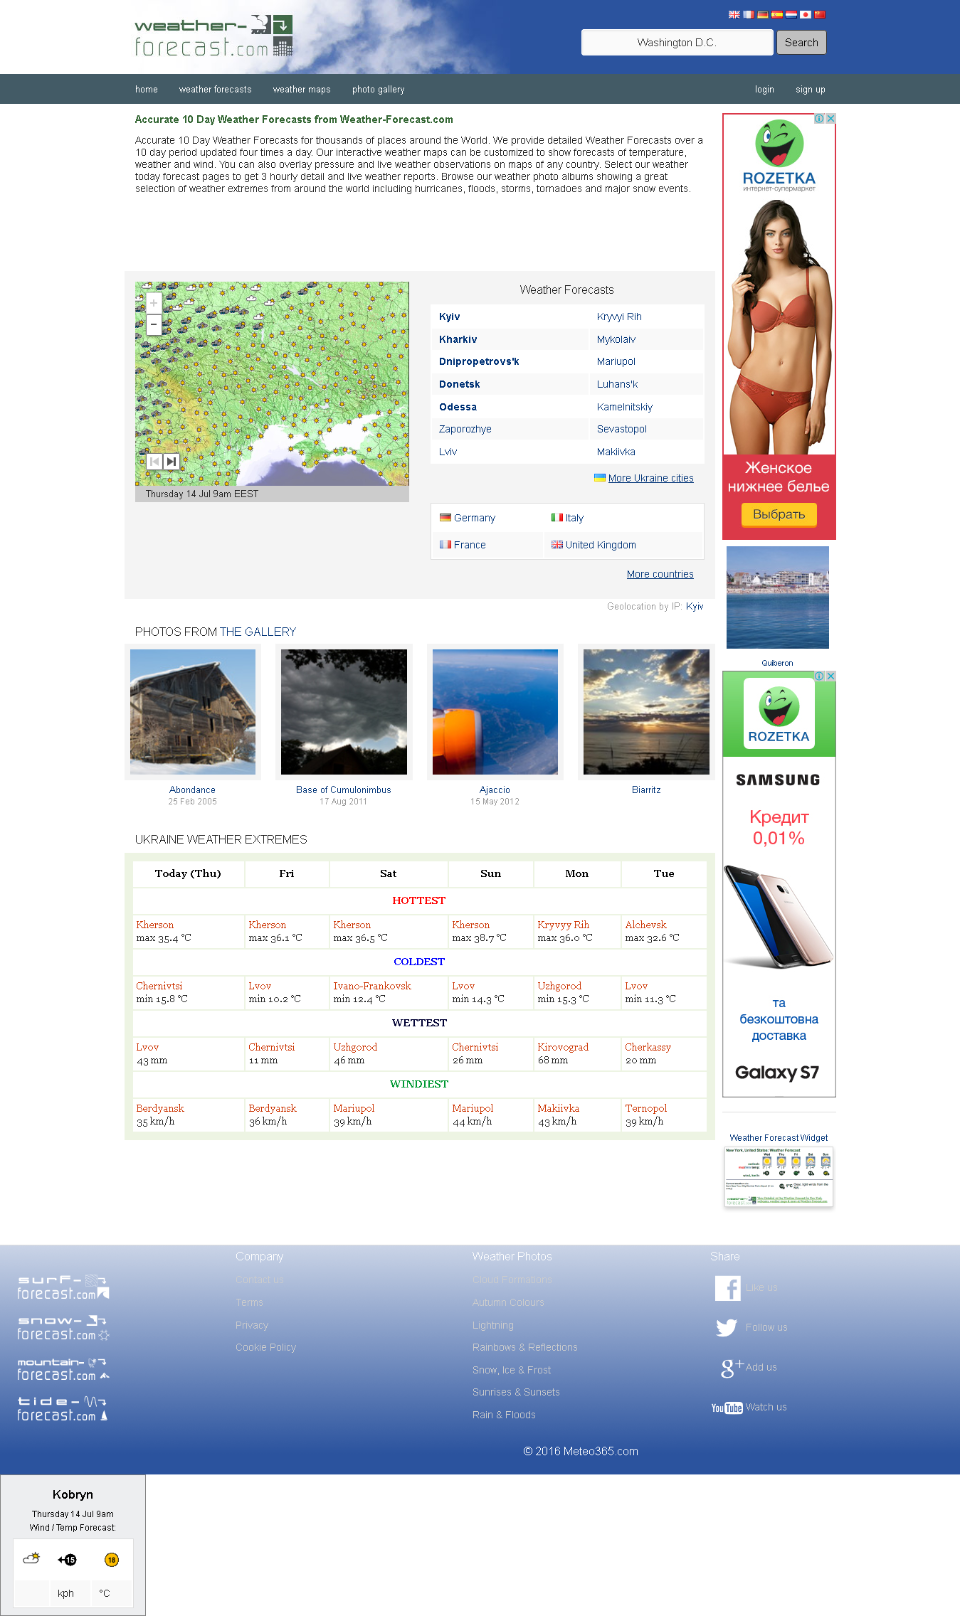 weather-
forecast.com
Washington D.C.
Search
home weather forecasts weather maps photo gallery login sign up
Accurate 10 Day Weather Forecasts from Weather-Forecast.com
Accurate 10 Day Weather Forecasts for thousands of places around the World. We provide detailed Weather Forecasts over a
10 day period updated four times a day. Our interactive weather maps can be customized to show forecasts of temperature,
weather and wind. You can also overlay pressure and live weather observations on maps of any country. Select our weather
today forecast pages to get 3 hourly detail and live weather reports. Browse our weather photo albums showing a great
selection of weather extremes from around the world including hurricanes, floods, storms, tornadoes and major snow events.
ROZETKA
интернет-супермаркет
Женское
нижнее белье
Выбрать
Thursday 14 Jul 9am EEST
Weather Forecasts
Kyiv Kryvyi Rih
Kharkiv Mykolaiv
Dnipropetrovs'k Mariupol
Donetsk Luhans'k
Odessa Kamelnitskiy
Zaporozhye Sevastopol
Lviv Makiivka
More Ukraine cities
Germany Italy
France United Kingdom
More countries
Geolocation by IP: Kyiv
Quiberon
PHOTOS FROM THE GALLERY
Abondance Base of Cumulonimbus Ajaccio Biarritz
25 Feb 2005 17 Aug 2011 15 May 2012
ROZETKA
SAMSUNG
Кредит
0,01%
та
безкоштовна
доставка
Galaxy S7
UKRAINE WEATHER EXTREMES
Today (Thu) Fri Sat Sun Mon Tue
HOTTEST
Kherson Kherson Kherson Kherson Kryvyy Rih Alchevsk
max 35.4 °C max 36.1 °C max 36.5 °C max 38.7 °C max 36.0 °C max 32.6 °C
COLDEST
Chernivtsi Lvov Ivano-Frankovsk Lvov Uzhgorod Lvov
min 15.8 °C min 10.2 °C min 12.4 °C min 14.3 °C min 15.3 °C min 11.3 °C
WETTEST
Lvov Chernivtsi Uzhgorod Chernivtsi Kirovograd Cherkassy
43 mm 11 mm 46 mm 26 mm 68 mm 20 mm
WINDIEST
Berdyansk Berdyansk Mariupol Mariupol Makiivka Ternopol
35 km/h 36 km/h 39 km/h 44 km/h 43 km/h 39 km/h
Weather Forecast Widget
surf-
forecast.com
snow-
forecast.com
mountain-
forecast.com
tide-
forecast.com
Company
Contact us
Terms
Privacy
Cookie Policy
Weather Photos
Cloud Formations
Autumn Colours
Lightning
Rainbows & Reflections
Snow, Ice & Frost
Sunrises & Sunsets
Rain & Floods
Share
Like us
Follow us
g+ Add us
YouTube Watch us
© 2016 Meteo365.com
Kobryn
Thursday 14 Jul 9am
Wind / Temp Forecast:
15 18
kph °C